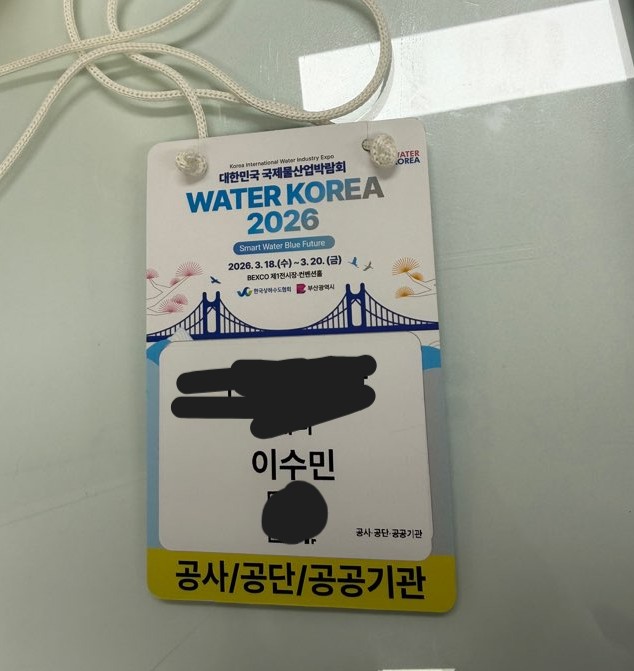 Korea International Water Industry Expo
대한민국 국제물산업박람회
WATER KOREA
WATER KOREA
2026
Smart Water Blue Future
2026. 3. 18.(수) ~ 3. 20. (금)
BEXCO 제1전시장·컨벤션홀
한국상하수도협회 부산광역시
이수민
공사·공단·공공기관
공사/공단/공공기관